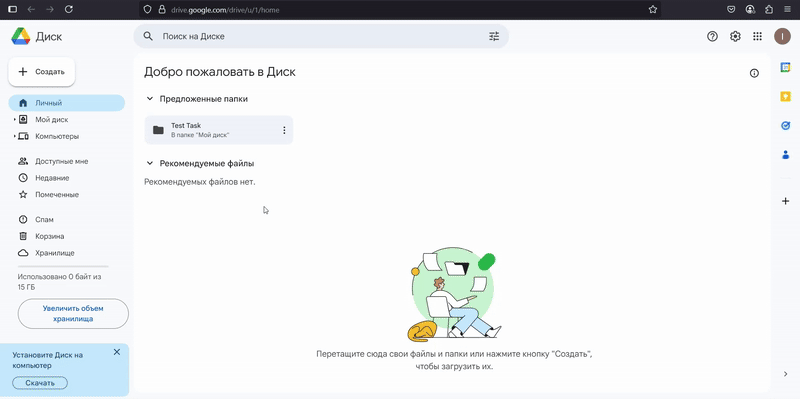 drive.google.com/drive/u/1/home
Диск
Поиск на Диске
I
Создать
Личный
Мой диск
Компьютеры
Доступные мне
Недавние
Помеченные
Спам
Корзина
Хранилище
Использовано 0 байт из
15 ГБ
Увеличить объем
хранилища
Установите Диск на
компьютер
Скачать
Добро пожаловать в Диск
Предложенные папки
Test Task
В папке "Мой диск"
Рекомендуемые файлы
Рекомендуемых файлов нет.
Перетащите сюда свои файлы и папки или нажмите кнопку "Создать",
чтобы загрузить их.